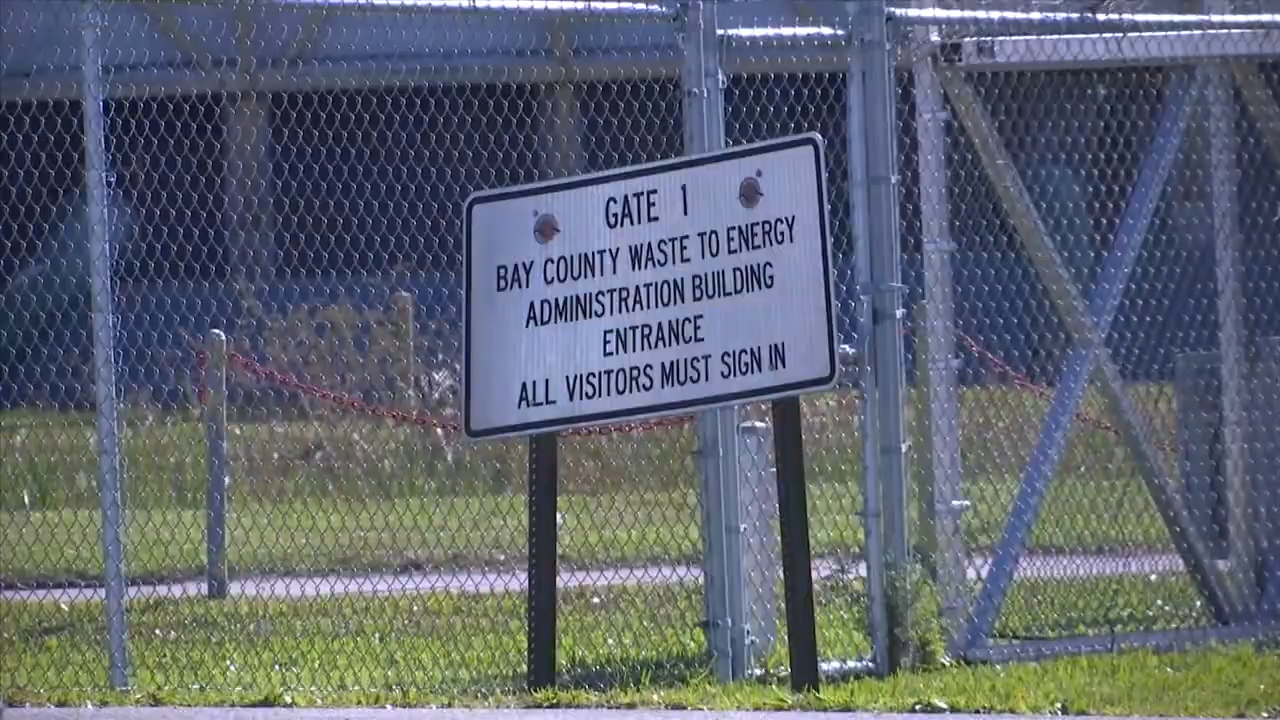 GATE 1
BAY COUNTY WASTE TO ENERGY
ADMINISTRATION BUILDING
ENTRANCE
ALL VISITORS MUST SIGN IN